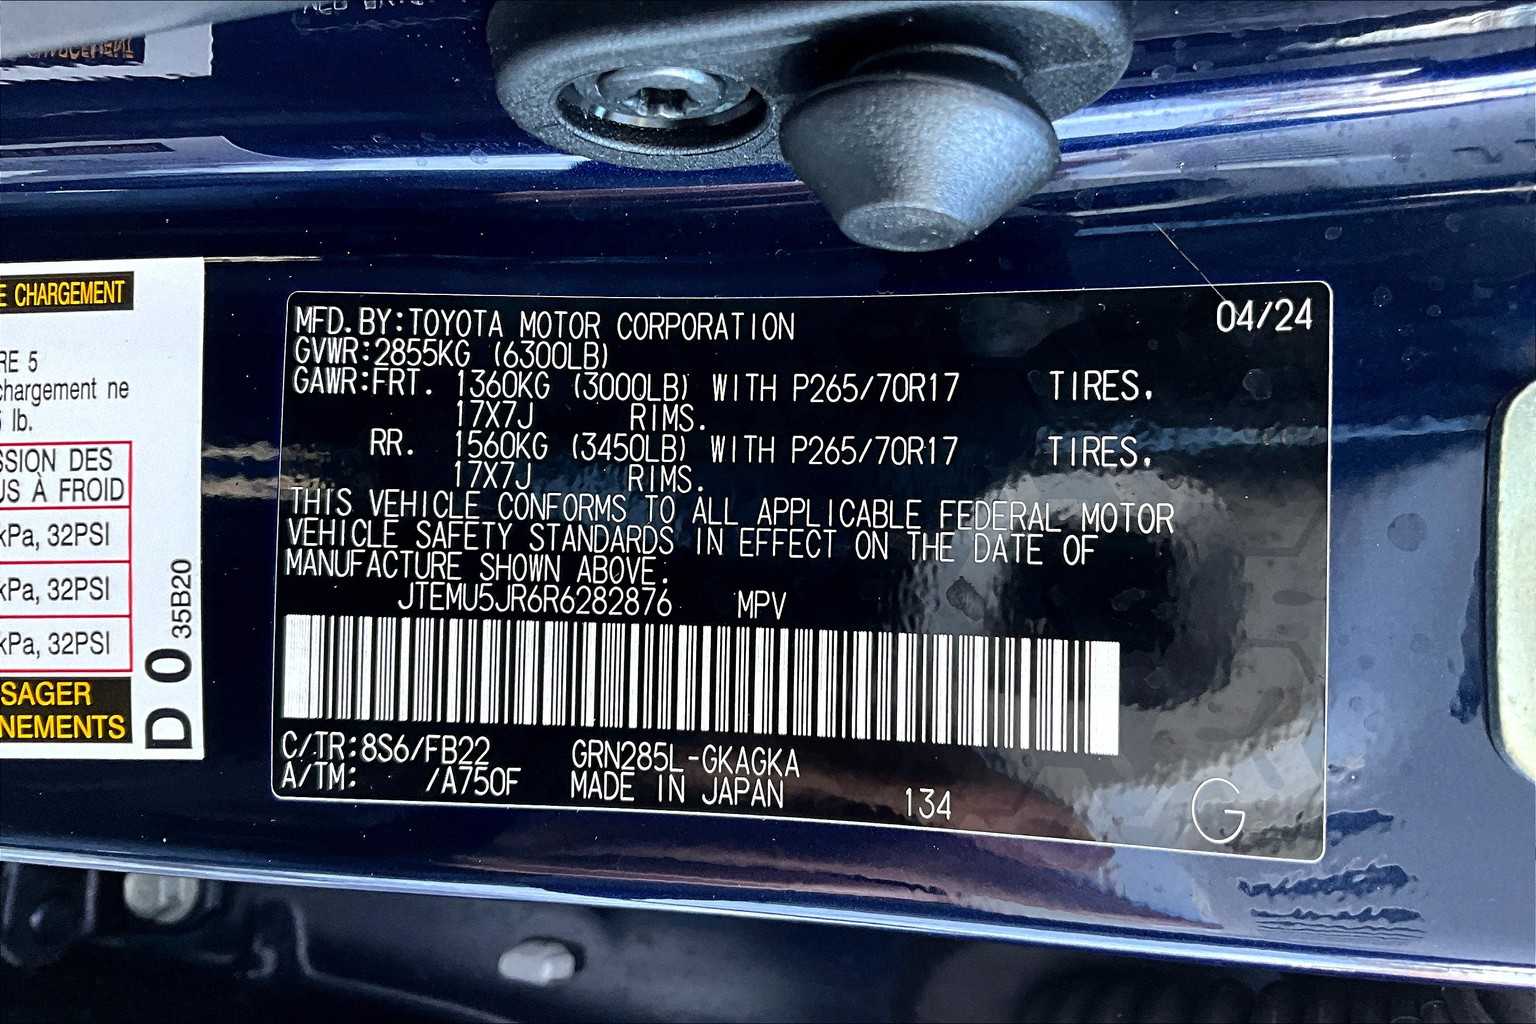 E CHARGEMENT
RE 5
chargement ne
lb.
SSION DES
US À FROID
kPa, 32PSI
kPa, 32PSI
kPa, 32PSI
SAGER
NEMENTS
D 0 35B20
MFD.BY:TOYOTA MOTOR CORPORATION 04/24
GVWR:2855KG (6300LB)
GAWR:FRT. 1360KG (3000LB) WITH P265/70R17 TIRES.
17X7J RIMS.
RR. 1560KG (3450LB) WITH P265/70R17 TIRES.
17X7J RIMS.
THIS VEHICLE CONFORMS TO ALL APPLICABLE FEDERAL MOTOR
VEHICLE SAFETY STANDARDS IN EFFECT ON THE DATE OF
MANUFACTURE SHOWN ABOVE.
JTEMU5JR6R6282876 MPV
C/TR:8S6/FB22 GRN285L-GKAGKA
A/TM: /A750F MADE IN JAPAN 134
G